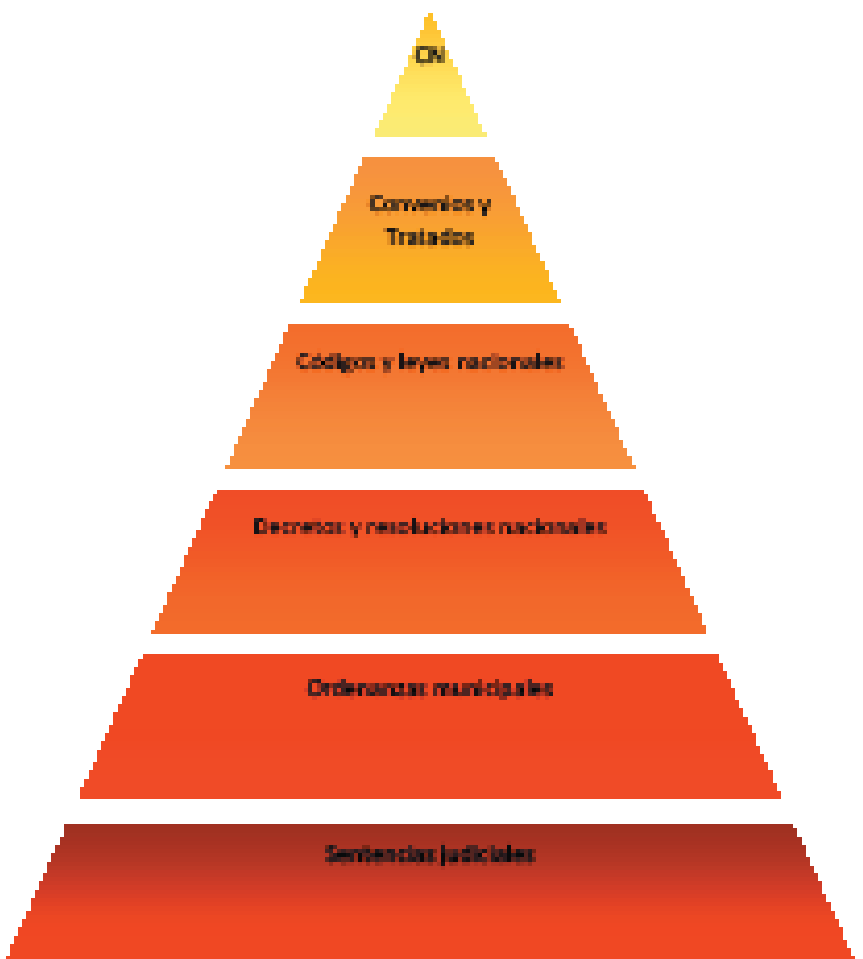 CN
Convenios y
Tratados
Códigos y leyes nacionales
Decretos y resoluciones nacionales
Ordenanzas municipales
Sentencias judiciales